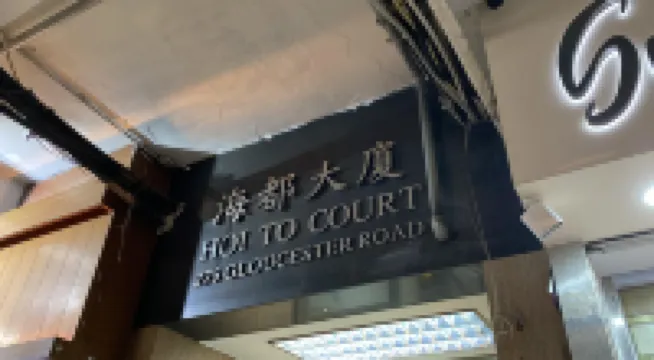 海都大廈
HOI TO COURT
GLOUCESTER ROAD